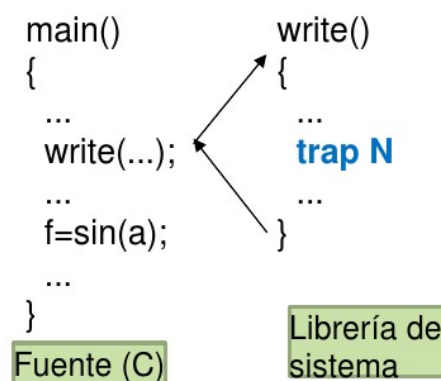 main()
{
...
write(...);
...
f=sin(a);
...
}
Fuente (C)
write()
{
...
trap N
...
}
Librería de
sistema